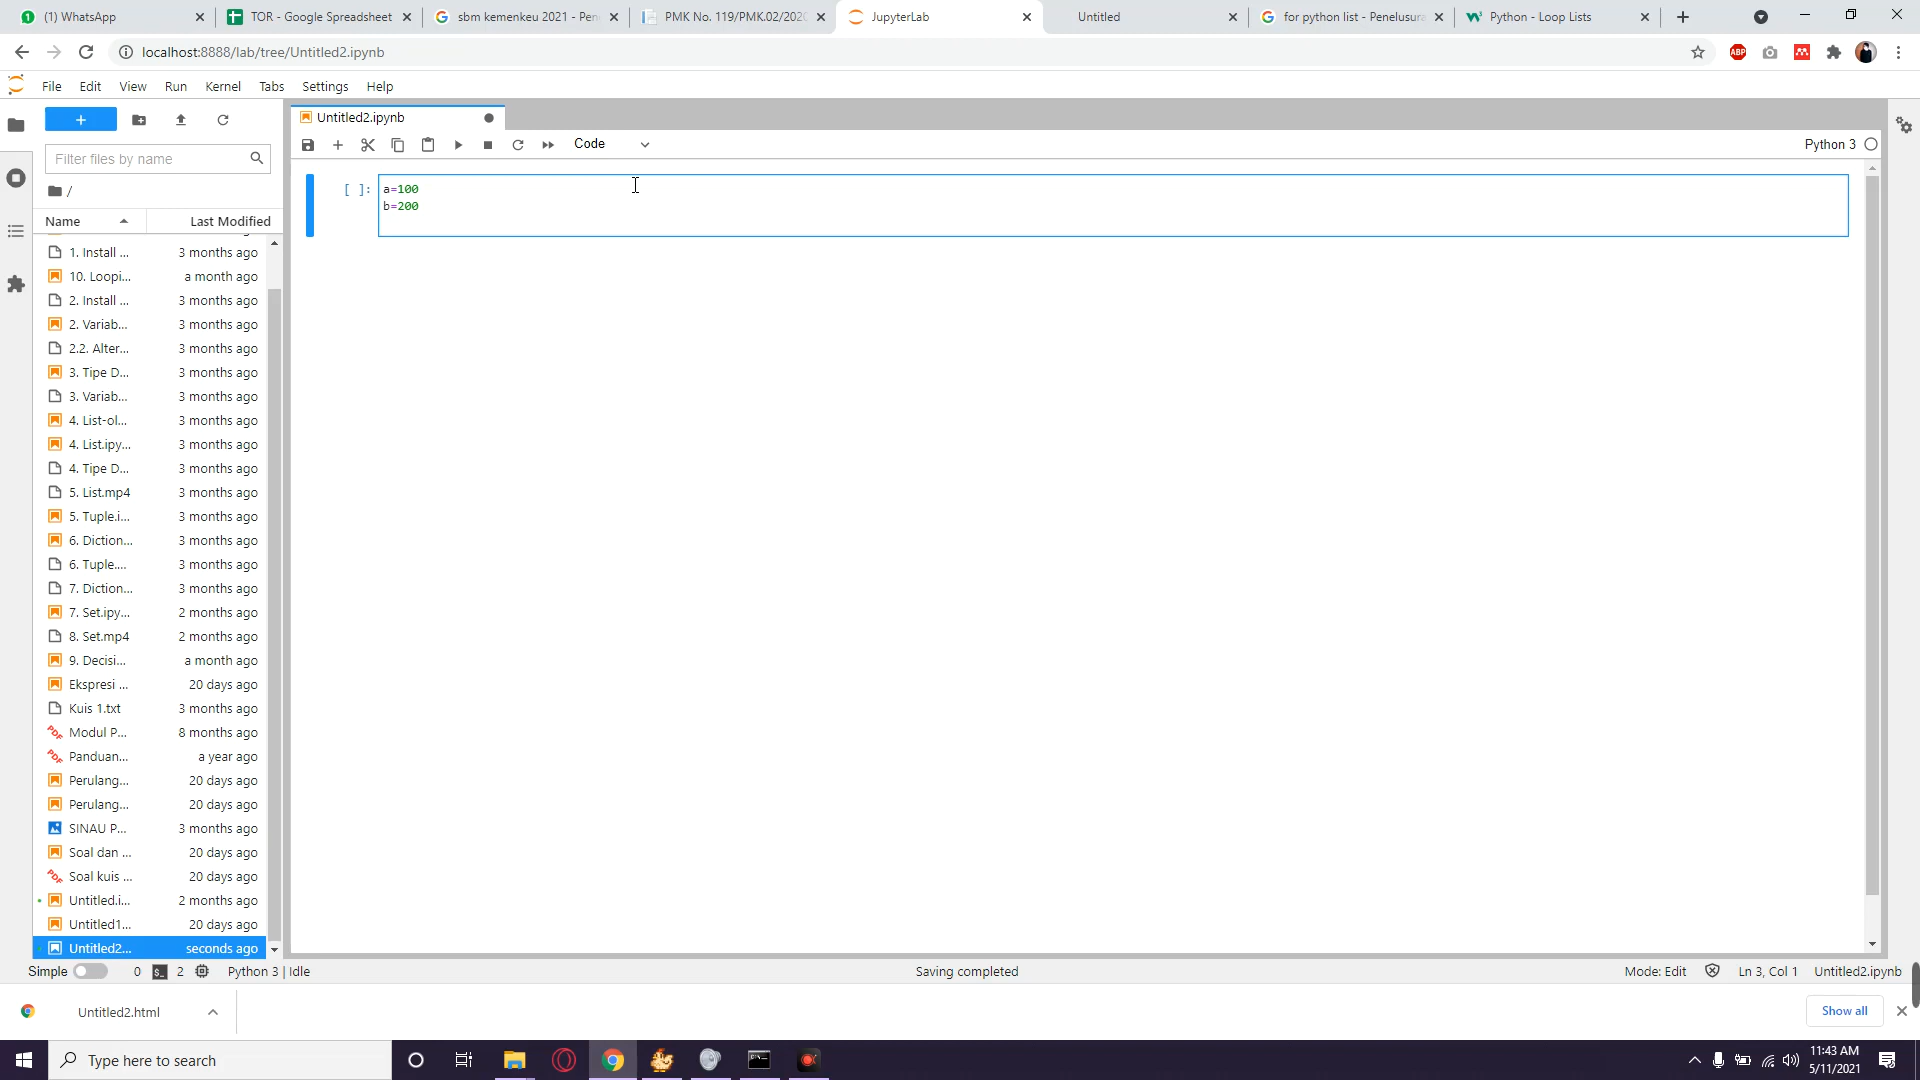 (1) WhatsApp
TOR - Google Spreadsheet
sbm kemenkeu 2021 - Pen
PMK No. 119/PMK.02/202
JupyterLab
Untitled
for python list - Penelusura
Python - Loop Lists
localhost:8888/lab/tree/Untitled2.ipynb
ABP
File Edit View Run Kernel Tabs Settings Help
Untitled2.ipynb
Code
Python 3
Filter files by name
/
Name Last Modified
[ ]: a=100
b=200
1. Install ... 3 months ago
10. Loopi... a month ago
2. Install ... 3 months ago
2. Variab... 3 months ago
2.2. Alter... 3 months ago
3. Tipe D... 3 months ago
3. Variab... 3 months ago
4. List-ol... 3 months ago
4. List.ipy... 3 months ago
4. Tipe D... 3 months ago
5. List.mp4 3 months ago
5. Tuple.i... 3 months ago
6. Diction... 3 months ago
6. Tuple.... 3 months ago
7. Diction... 3 months ago
7. Set.ipy... 2 months ago
8. Set.mp4 2 months ago
9. Decisi... a month ago
Ekspresi ... 20 days ago
Kuis 1.txt 3 months ago
Modul P... 8 months ago
Panduan... a year ago
Perulang... 20 days ago
Perulang... 20 days ago
SINAU P... 3 months ago
Soal dan ... 20 days ago
Soal kuis ... 20 days ago
Untitled.i... 2 months ago
Untitled1... 20 days ago
Untitled2... seconds ago
Simple 0 2 Python 3 | Idle Saving completed Mode: Edit Ln 3, Col 1 Untitled2.ipynb
Untitled2.html
Show all
Type here to search
11:43 AM
5/11/2021